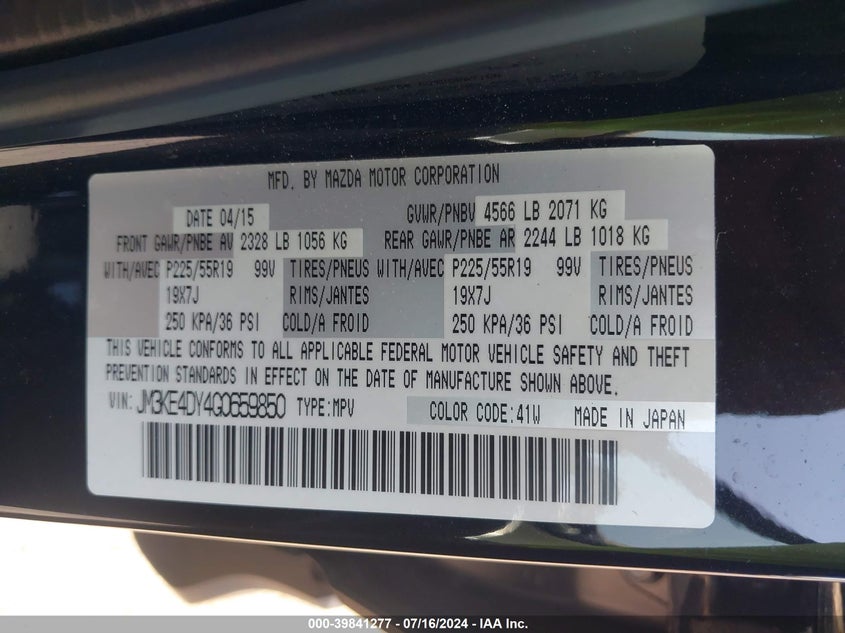 MFD. BY MAZDA MOTOR CORPORATION
DATE 04/15 GVWR/PNBV 4566 LB 2071 KG
FRONT GAWR/PNBE AV 2328 LB 1056 KG REAR GAWR/PNBE AR 2244 LB 1018 KG
WITH/AVEC P225/55R19 99V TIRES/PNEUS WITH/AVEC P225/55R19 99V TIRES/PNEUS
19X7J RIMS/JANTES 19X7J RIMS/JANTES
250 KPA/36 PSI COLD/A FROID 250 KPA/36 PSI COLD/A FROID
THIS VEHICLE CONFORMS TO ALL APPLICABLE FEDERAL MOTOR VEHICLE SAFETY AND THEFT
PREVENTION STANDARDS IN EFFECT ON THE DATE OF MANUFACTURE SHOWN ABOVE.
VIN: JM3KE4DY4G0659850 TYPE:MPV COLOR CODE:41W MADE IN JAPAN
000-39841277 - 07/16/2024 - IAA Inc.